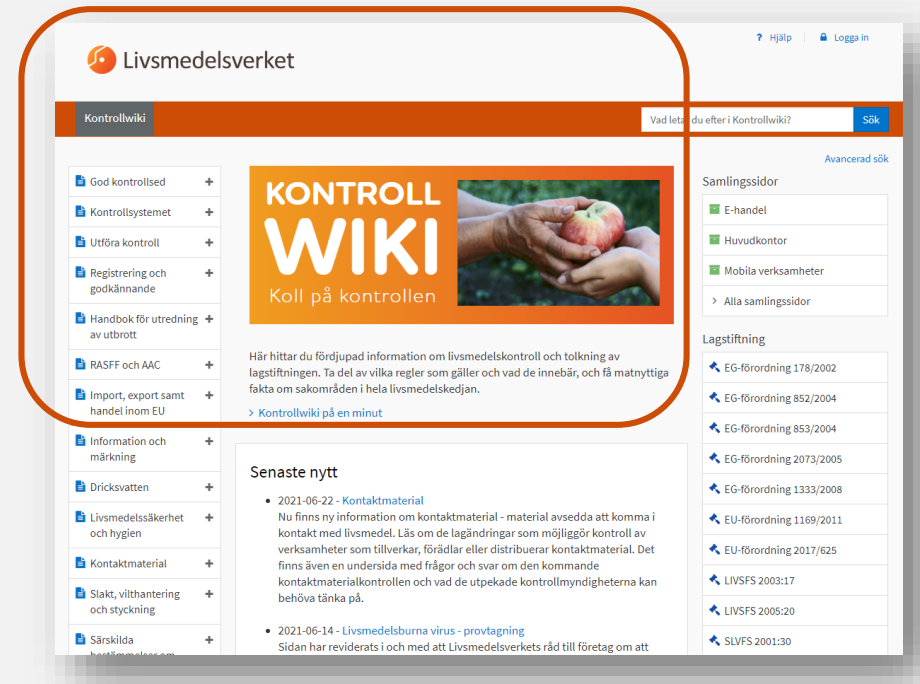 Livsmedelsverket
? Hjälp
Logga in
Kontrollwiki
Vad letar du efter i Kontrollwiki?
Sök
Avancerad sök
God kontrollsed +
Kontrollsystemet +
Utföra kontroll +
Registrering och +
godkännande
Handbok för utredning +
av utbrott
RASFF och AAC +
Import, export samt +
handel inom EU
Information och +
märkning
Dricksvatten +
Livsmedelssäkerhet +
och hygien
Kontaktmaterial +
Slakt, vilthantering +
och styckning
Särskilda +
bestämmelser om
KONTROLL
WIKI
Koll på kontrollen
Här hittar du fördjupad information om livsmedelskontroll och tolkning av
lagstiftningen. Ta del av vilka regler som gäller och vad de innebär, och få matnyttiga
fakta om sakområden i hela livsmedelkedjan.
> Kontrollwiki på en minut
Senaste nytt
• 2021-06-22 - Kontaktmaterial
Nu finns ny information om kontaktmaterial - material avsedda att komma i
kontakt med livsmedel. Läs om de lagändringar som möjliggör kontroll av
verksamheter som tillverkar, förädlar eller distribuerar kontaktmaterial. Det
finns även en undersida med frågor och svar om den kommande
kontaktmaterialkontrollen och vad de utpekade kontrollmyndigheterna kan
behöva tänka på.
• 2021-06-14 - Livsmedelsburna virus - provtagning
Sidan har reviderats i och med att Livsmedelsverkets råd till företag om att
Samlingssidor
E-handel
Huvudkontor
Mobila verksamheter
> Alla samlingssidor
Lagstiftning
EG-förordning 178/2002
EG-förordning 852/2004
EG-förordning 853/2004
EG-förordning 2073/2005
EG-förordning 1333/2008
EU-förordning 1169/2011
EU-förordning 2017/625
LIVSFS 2003:17
LIVSFS 2005:20
SLVFS 2001:30